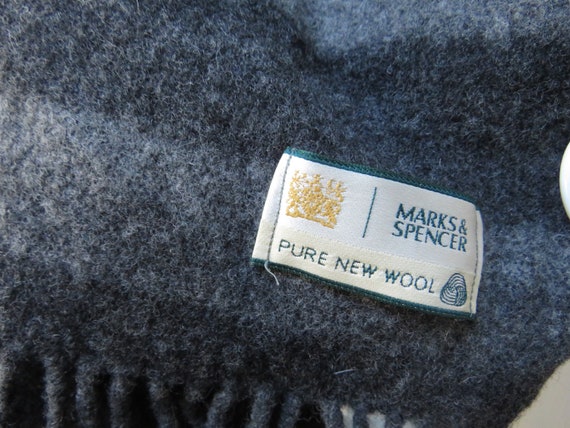 MARKS&
SPENCER
PURE NEW WOOL